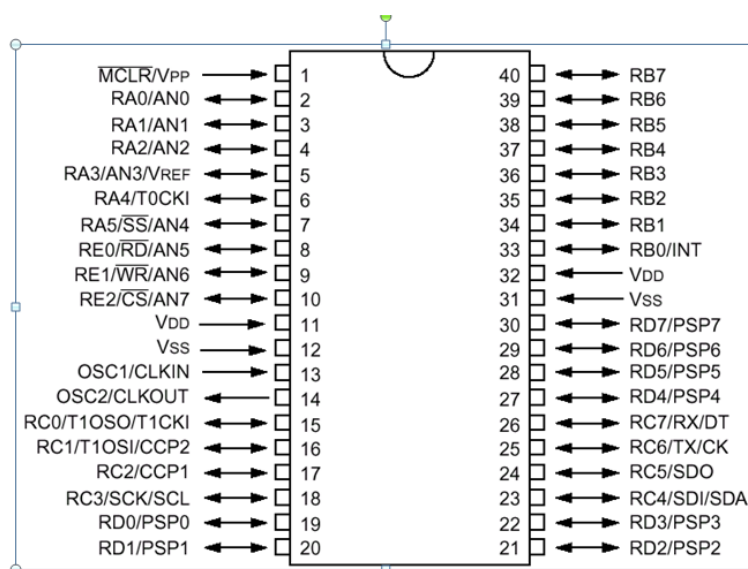 MCLR/VPP 1 40 RB7
RA0/AN0 2 39 RB6
RA1/AN1 3 38 RB5
RA2/AN2 4 37 RB4
RA3/AN3/VREF 5 36 RB3
RA4/T0CKI 6 35 RB2
RA5/SS/AN4 7 34 RB1
RE0/RD/AN5 8 33 RB0/INT
RE1/WR/AN6 9 32 VDD
RE2/CS/AN7 10 31 VSS
VDD 11 30 RD7/PSP7
VSS 12 29 RD6/PSP6
OSC1/CLKIN 13 28 RD5/PSP5
OSC2/CLKOUT 14 27 RD4/PSP4
RC0/T1OSO/T1CKI 15 26 RC7/RX/DT
RC1/T1OSI/CCP2 16 25 RC6/TX/CK
RC2/CCP1 17 24 RC5/SDO
RC3/SCK/SCL 18 23 RC4/SDI/SDA
RD0/PSP0 19 22 RD3/PSP3
RD1/PSP1 20 21 RD2/PSP2